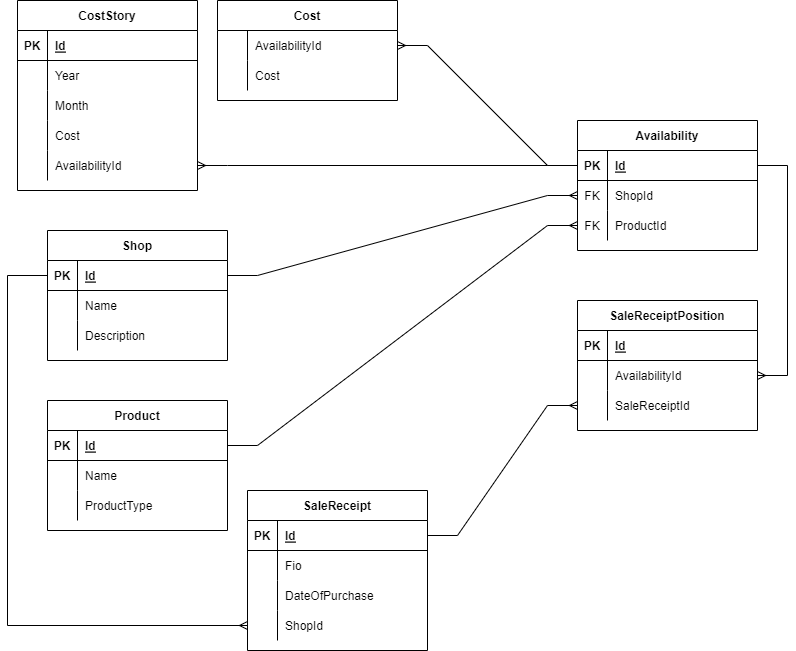 CostStory
PK Id
Year
Month
Cost
AvailabilityId
Cost
AvailabilityId
Cost
Availability
PK Id
FK ShopId
FK ProductId
Shop
PK Id
Name
Description
SaleReceiptPosition
PK Id
AvailabilityId
SaleReceiptId
Product
PK Id
Name
ProductType
SaleReceipt
PK Id
Fio
DateOfPurchase
ShopId